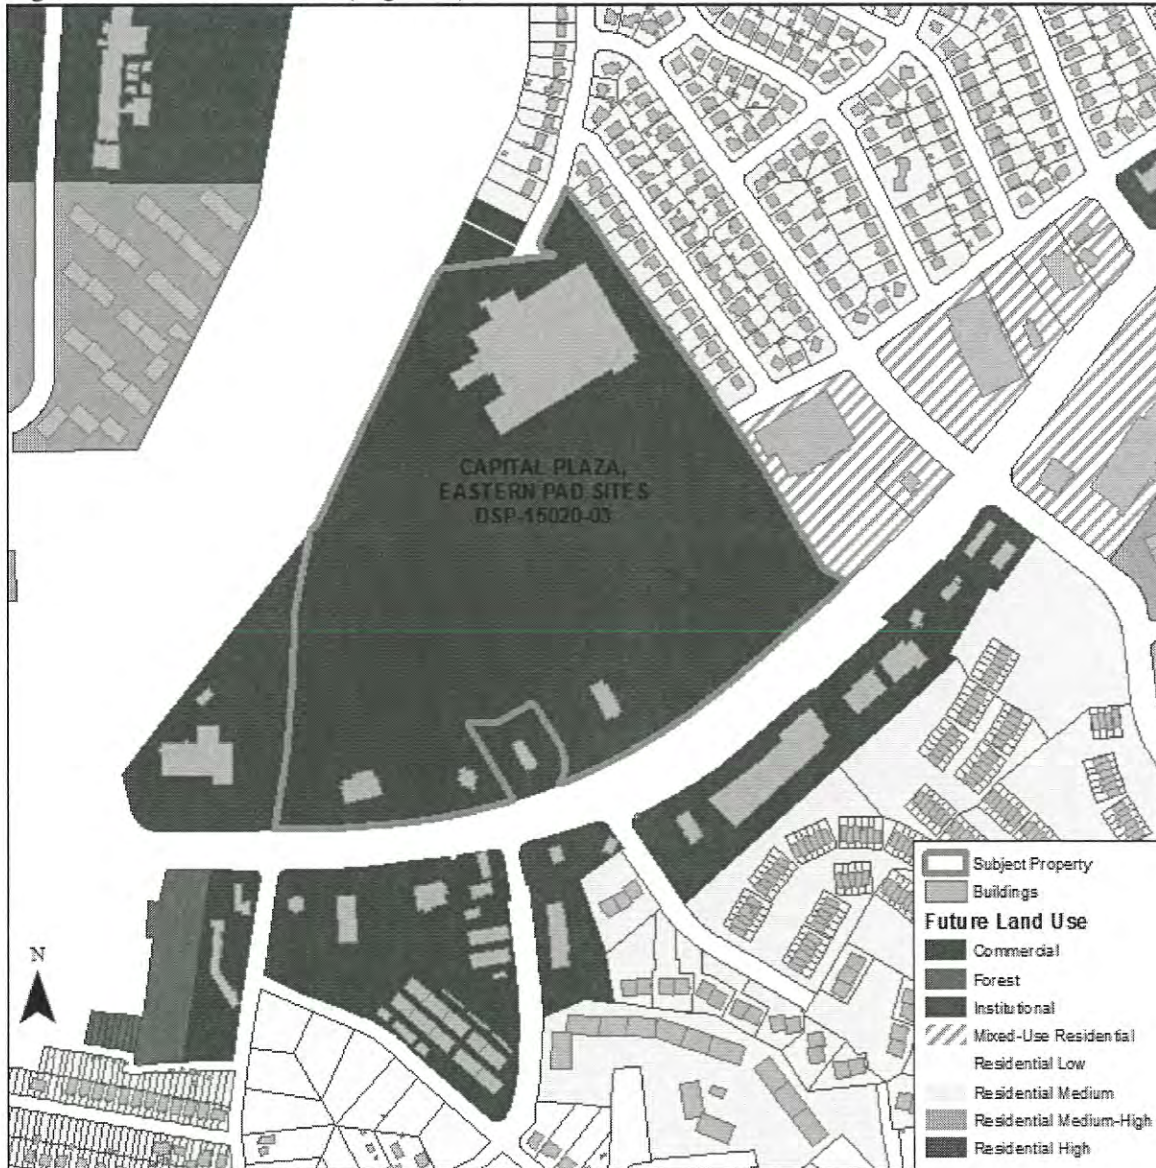 CAPITAL PLAZA,
EASTERN PAD SITES
DSP-15020-03
N
Subject Property
Buildings
Future Land Use
Commercial
Forest
Institutional
Mixed-Use Residential
Residential Low
Residential Medium
Residential Medium-High
Residential High